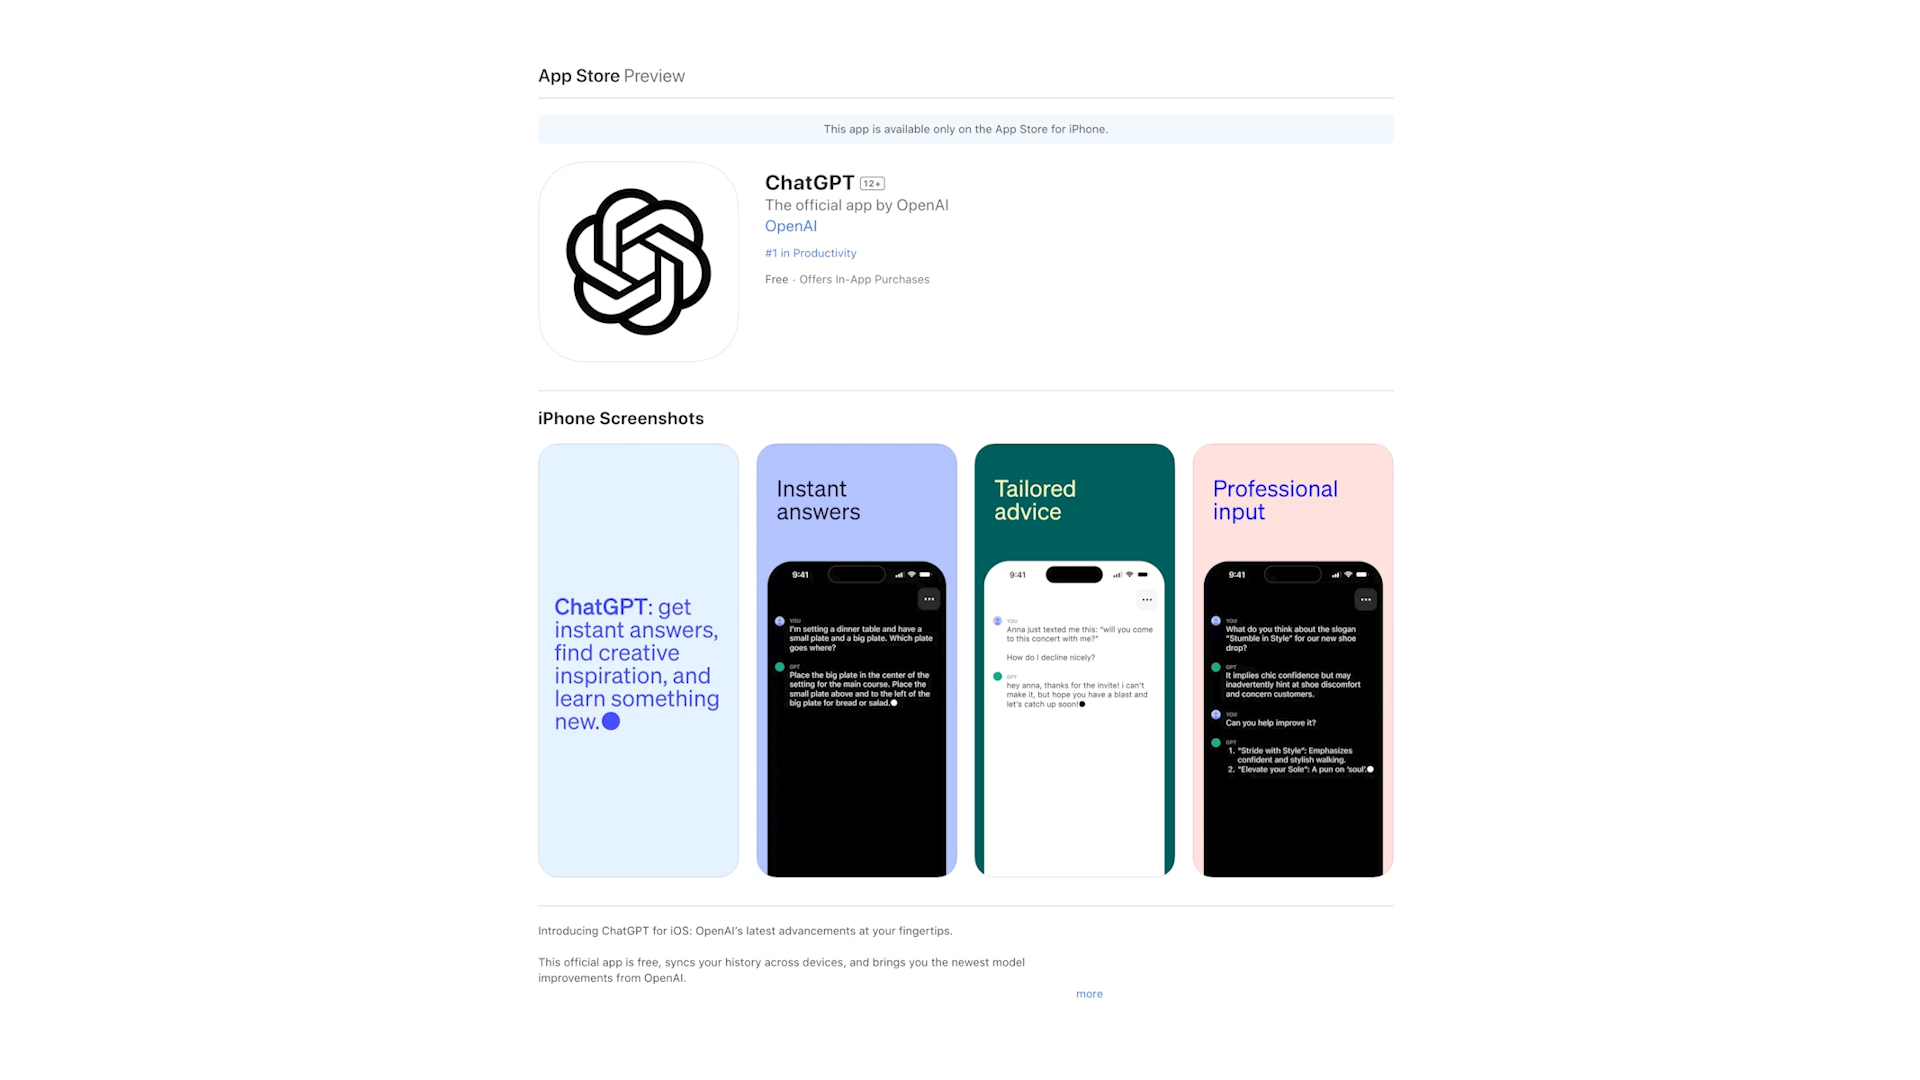 App Store Preview
This app is available only on the App Store for iPhone.
ChatGPT 12+
The official app by OpenAI
OpenAI
#1 in Productivity
Free · Offers In-App Purchases
iPhone Screenshots
ChatGPT: get
instant answers,
find creative
inspiration, and
learn something
new.
Instant
answers
9:41
YOU
I'm setting a dinner table and have a
small plate and a big plate. Which plate
goes where?
GPT
Place the big plate in the center of the
setting for the main course. Place the
small plate above and to the left of the
big plate for bread or salad.
Tailored
advice
9:41
YOU
Anna just texted me this: "will you come
to this concert with me?"
How do I decline nicely?
GPT
hey anna, thanks for the invite! i can't
make it, but hope you have a blast and
let's catch up soon!
Professional
input
9:41
YOU
What do you think about the slogan
"Stumble in Style" for our new shoe
drop?
GPT
It implies chic confidence but may
inadvertently hint at shoe discomfort
and concern customers.
YOU
Can you help improve it?
GPT
1. "Stride with Style": Emphasizes
confident and stylish walking.
2. "Elevate your Sole": A pun on 'soul'.
Introducing ChatGPT for iOS: OpenAI's latest advancements at your fingertips.
This official app is free, syncs your history across devices, and brings you the newest model
improvements from OpenAI.
more